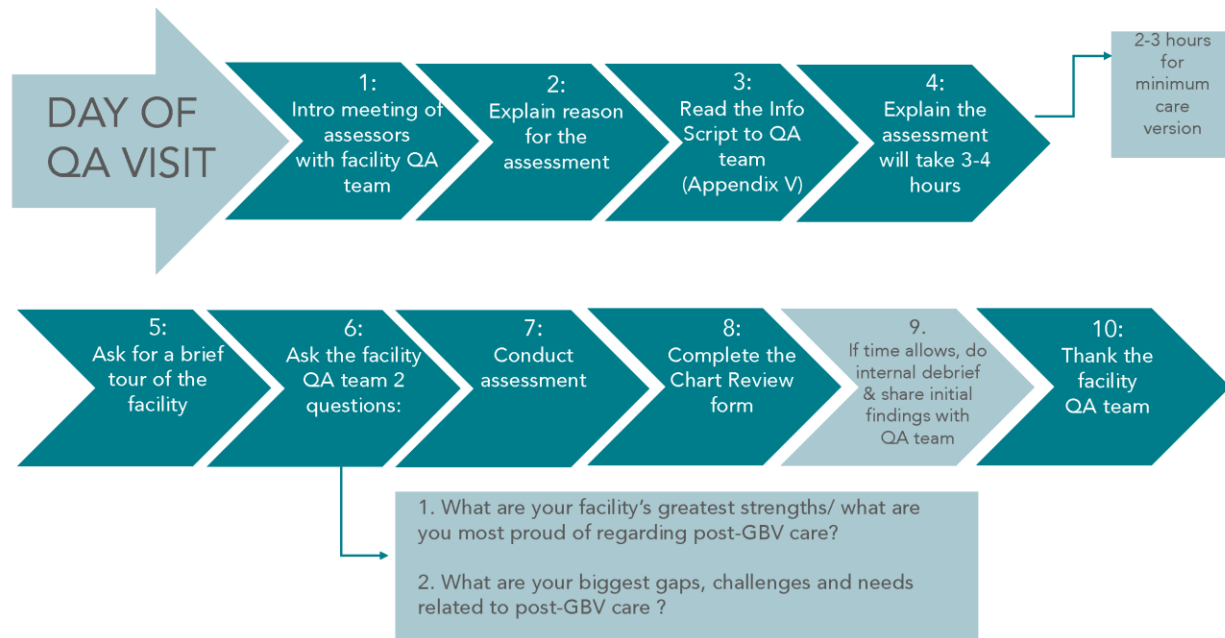 DAY OF
QA VISIT
1:
Intro meeting of
assessors
with facility QA
team
2:
Explain reason
for the
assessment
3:
Read the Info
Script to QA
team
(Appendix V)
4:
Explain the
assessment
will take 3-4
hours
2-3 hours
for
minimum
care
version
5:
Ask for a brief
tour of the
facility
6:
Ask the facility
QA team 2
questions:
7:
Conduct
assessment
8:
Complete the
Chart Review
form
9.
If time allows, do
internal debrief
& share initial
findings with
QA team
10:
Thank the
facility
QA team
1. What are your facility's greatest strengths/ what are
you most proud of regarding post-GBV care?
2. What are your biggest gaps, challenges and needs
related to post-GBV care ?